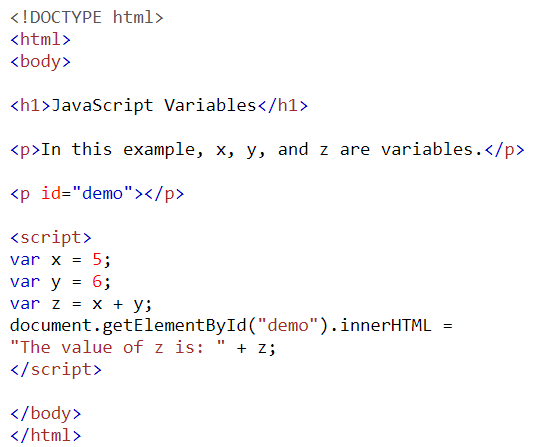 <!DOCTYPE html>
<html>
<body>
<h1>JavaScript Variables</h1>
<p>In this example, x, y, and z are variables.</p>
<p id="demo"></p>
<script>
var x = 5;
var y = 6;
var z = x + y;
document.getElementById("demo").innerHTML =
"The value of z is: " + z;
</script>
</body>
</html>